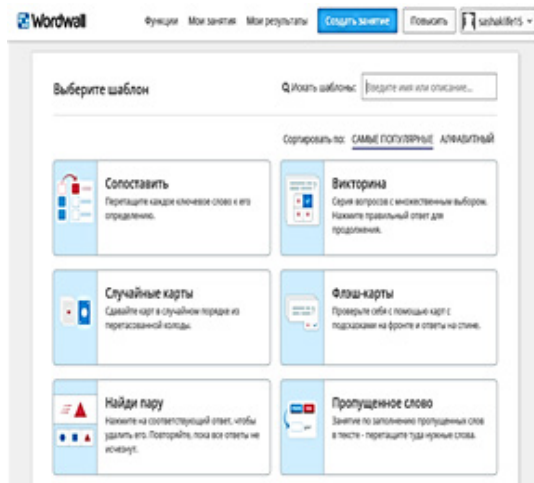 Wordwall
Функции Мои занятия Мои результаты Создать занятие Повысить sashaklife15
Выберите шаблон
Искать шаблоны: Введите имя или описание...
Сортировать по: САМЫЕ ПОПУЛЯРНЫЕ АЛФАВИТНЫЙ
Сопоставить
Перетащите каждое ключевое слово к его
определению.
Викторина
Серия вопросов с множественным выбором.
Нажмите правильный ответ для
продолжения.
Случайные карты
Сдавайте карт в случайном порядке из
перетасованной колоды.
Флэш-карты
Проверьте себя с помощью карт с
подсказками на фронте и ответы на спине.
Найди пару
Нажмите на соответствующий ответ, чтобы
удалить его. Повторяйте, пока все ответы не
исчезнут.
Пропущенное слово
Занятие по заполнению пропущенных слов
в тексте - перетащите туда нужные слова.